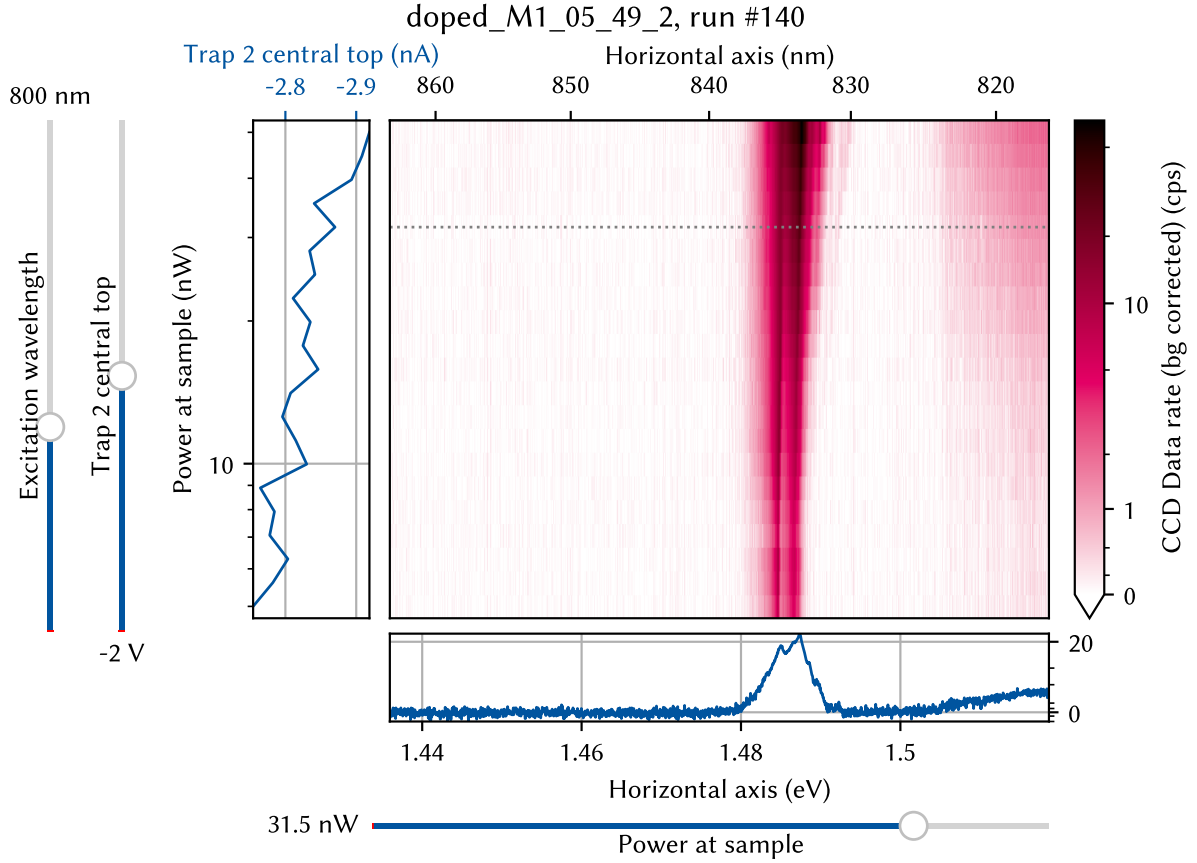 doped_M1_05_49_2, run #140
Trap 2 central top (nA)
Horizontal axis (nm)
-2.8 -2.9
860 850 840 830 820
800 nm
Excitation wavelength
Trap 2 central top
-2 V
Power at sample (nW)
10
CCD Data rate (bg corrected) (cps)
10
1
0
20
0
1.44 1.46 1.48 1.5
Horizontal axis (eV)
31.5 nW
Power at sample